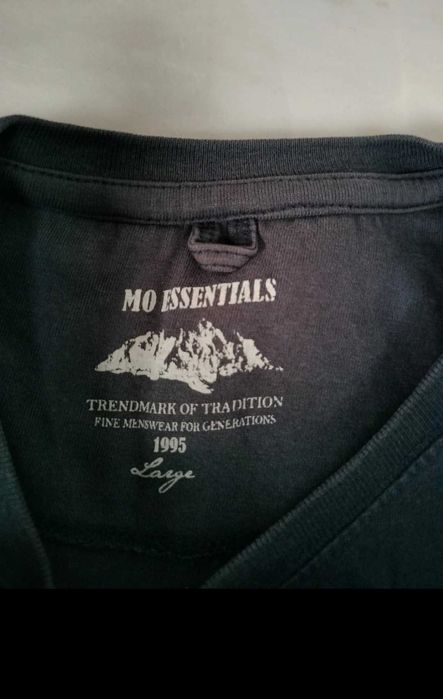 MO ESSENTIALS
TRENDMARK OF TRADITION
FINE MENSWEAR FOR GENERATIONS
1995
Large